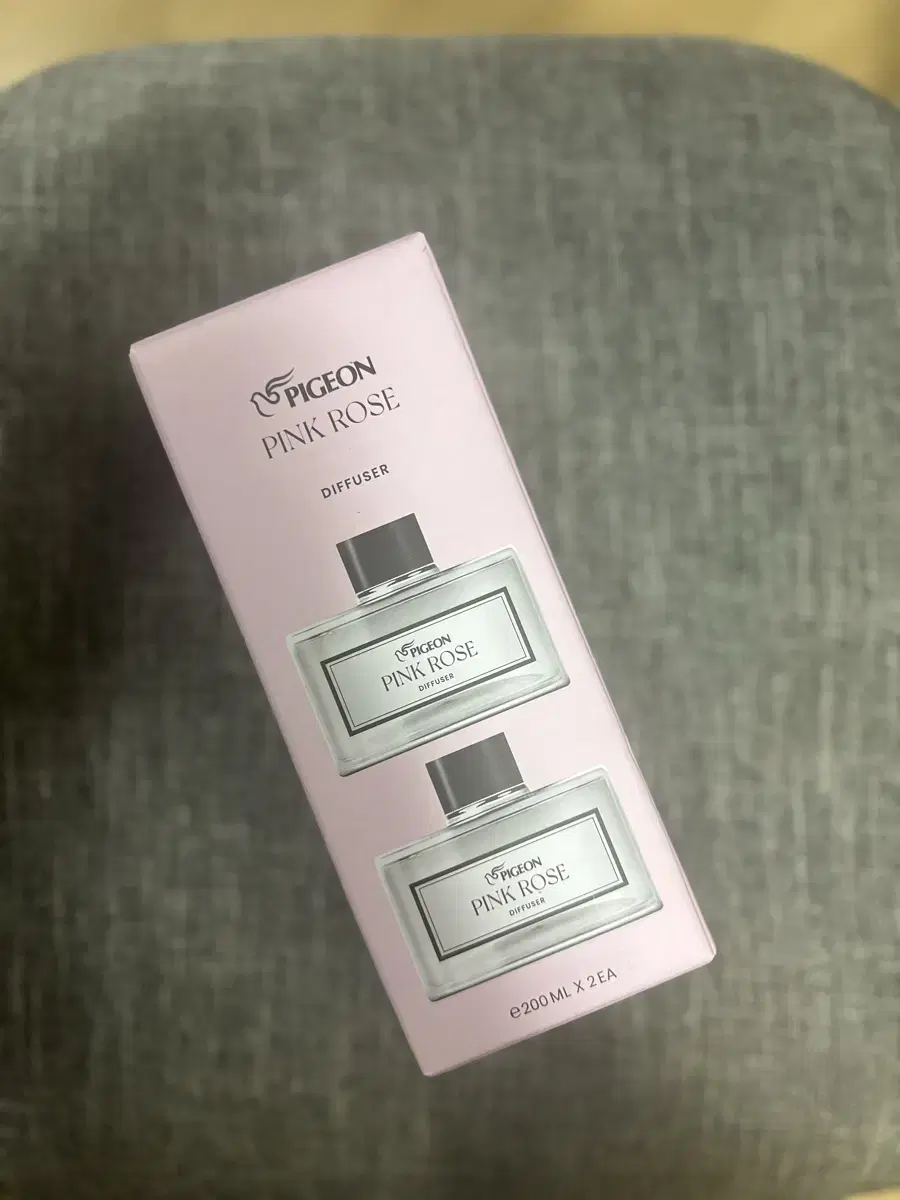 PIGEON
PINK ROSE
DIFFUSER
PIGEON
PINK ROSE
DIFFUSER
PIGEON
PINK ROSE
DIFFUSER
℮200 ML X 2 EA